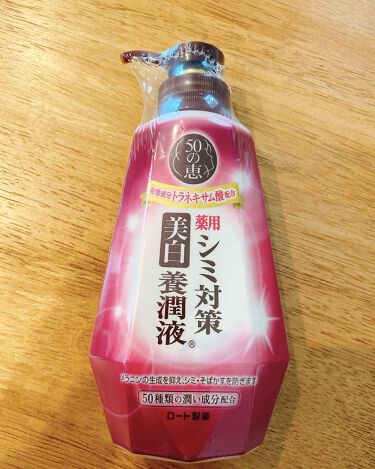 50の恵
有効成分トラネキサム酸配合
薬用
シミ対策
美白養潤液®
メラニンの生成を抑え、シミ・そばかすを防ぎます
50種類の潤い成分配合
ロート製薬